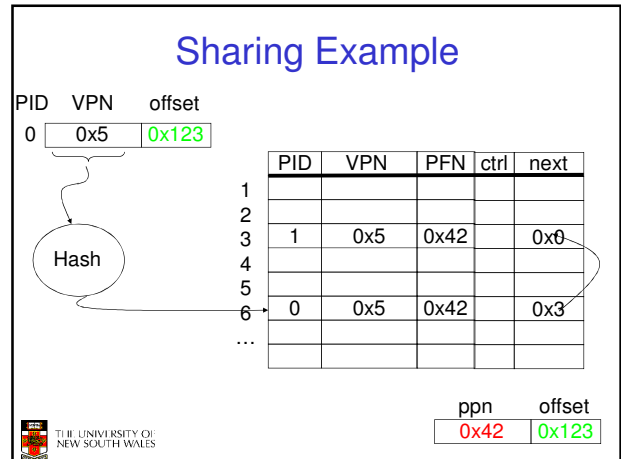 Sharing Example
PID VPN offset
0 0x5 0x123
PID VPN PFN ctrl next
1
2
3 1 0x5 0x42 0x0
Hash
4
5
6 0 0x5 0x42 0x3
...
ppn offset
0x42 0x123
THE UNIVERSITY OF
NEW SOUTH WALES